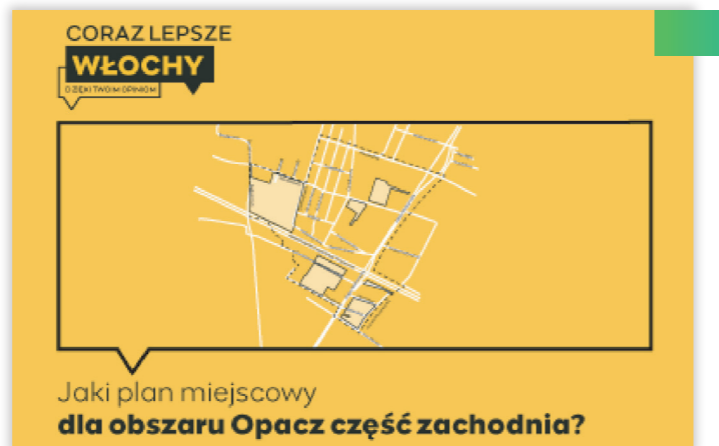 CORAZ LEPSZE
WŁOCHY
DZIĘKI TWOIM OPINIOM
Jaki plan miejscowy
dla obszaru Opacz część zachodnia?